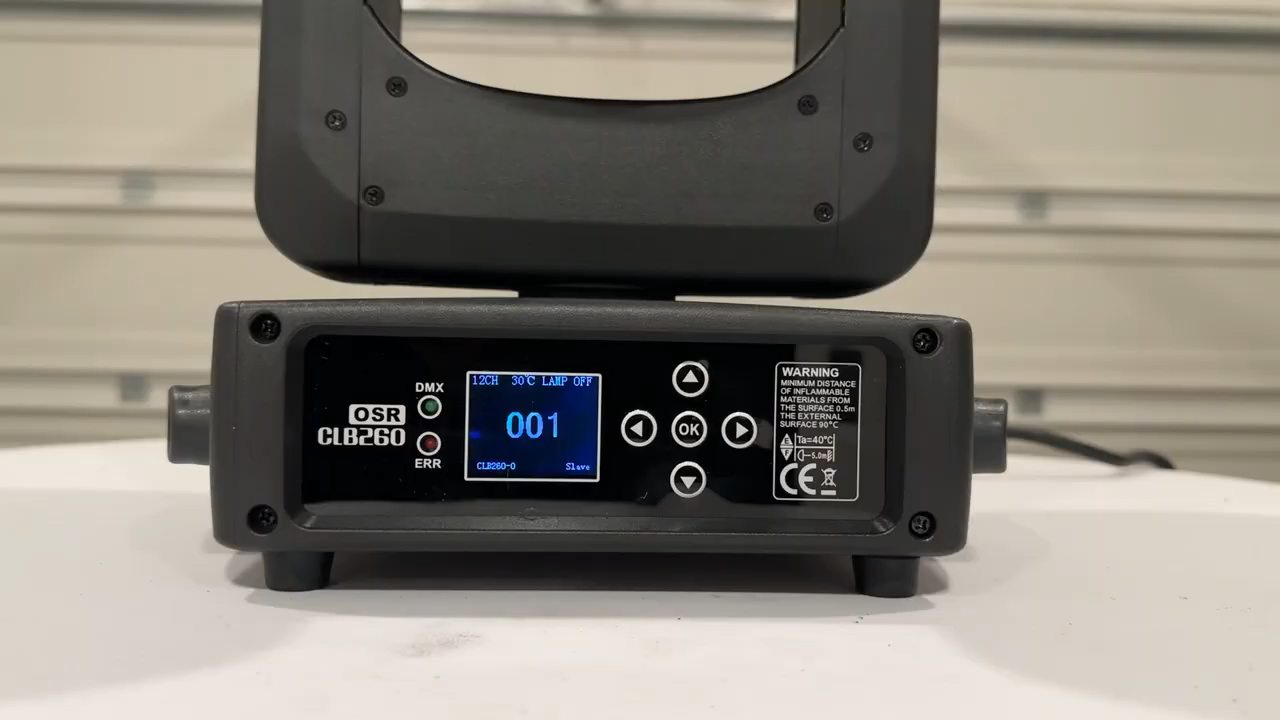 DMX
OSR
CLB260
ERR
12CH 30℃ LAMP OFF
001
CLB260-0 Slave
OK
WARNING
MINIMUM DISTANCE
OF INFLAMMABLE
MATERIALS FROM
THE SURFACE 0.5m
THE EXTERNAL
SURFACE 90°C
Ta=40°C
5.0m
CE